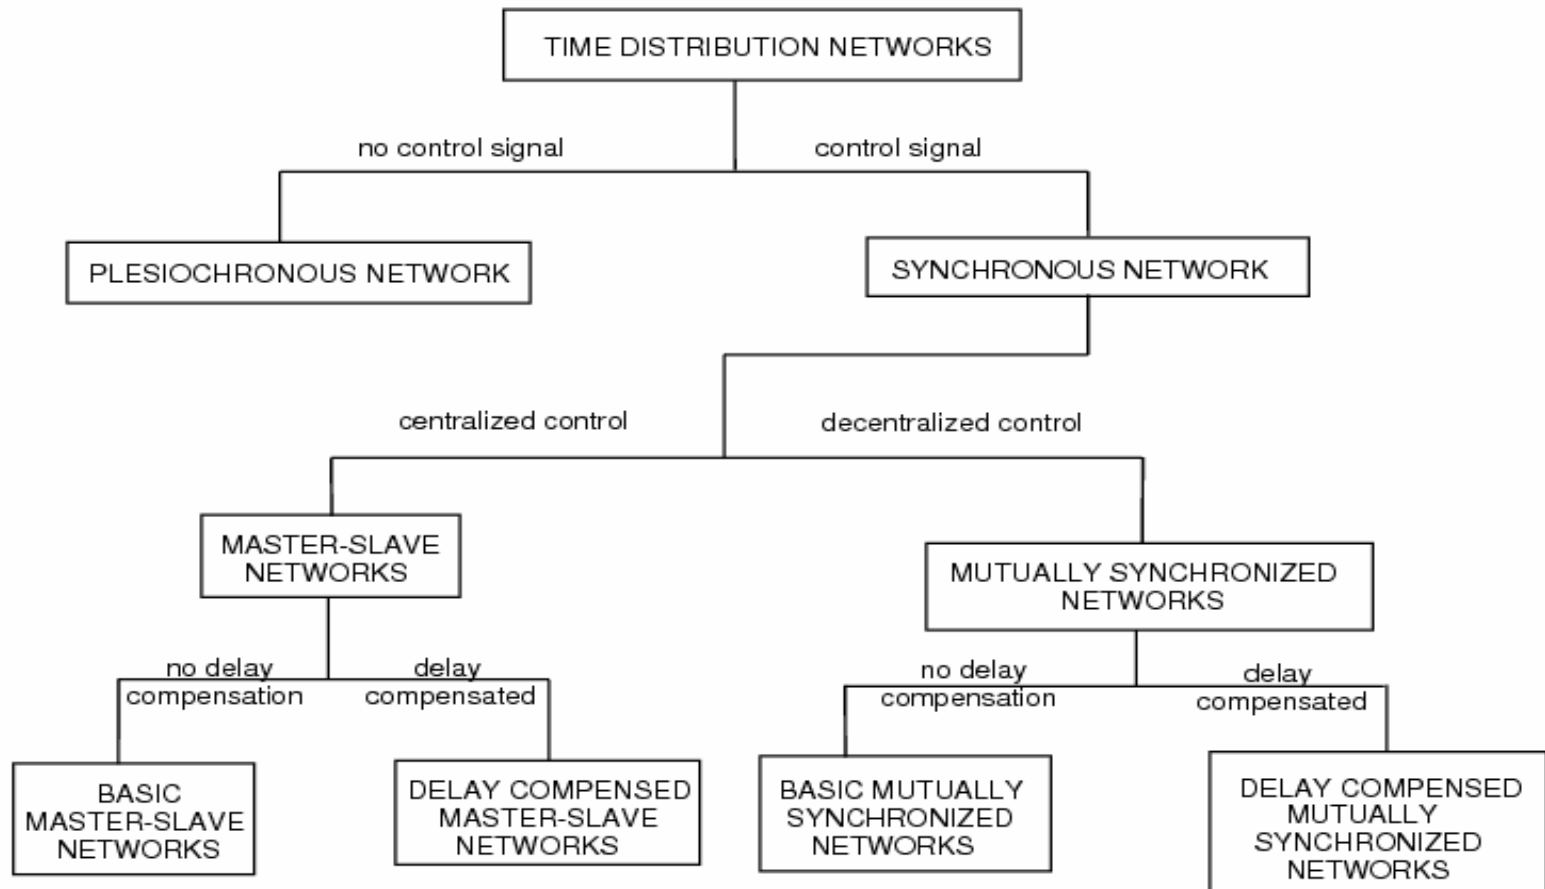 TIME DISTRIBUTION NETWORKS
no control signal
control signal
PLESIOCHRONOUS NETWORK
SYNCHRONOUS NETWORK
centralized control
decentralized control
MASTER-SLAVE
NETWORKS
MUTUALLY SYNCHRONIZED
NETWORKS
no delay
compensation
delay
compensated
no delay
compensation
delay
compensated
BASIC
MASTER-SLAVE
NETWORKS
DELAY COMPENSED
MASTER-SLAVE
NETWORKS
BASIC MUTUALLY
SYNCHRONIZED
NETWORKS
DELAY COMPENSED
MUTUALLY
SYNCHRONIZED
NETWORKS